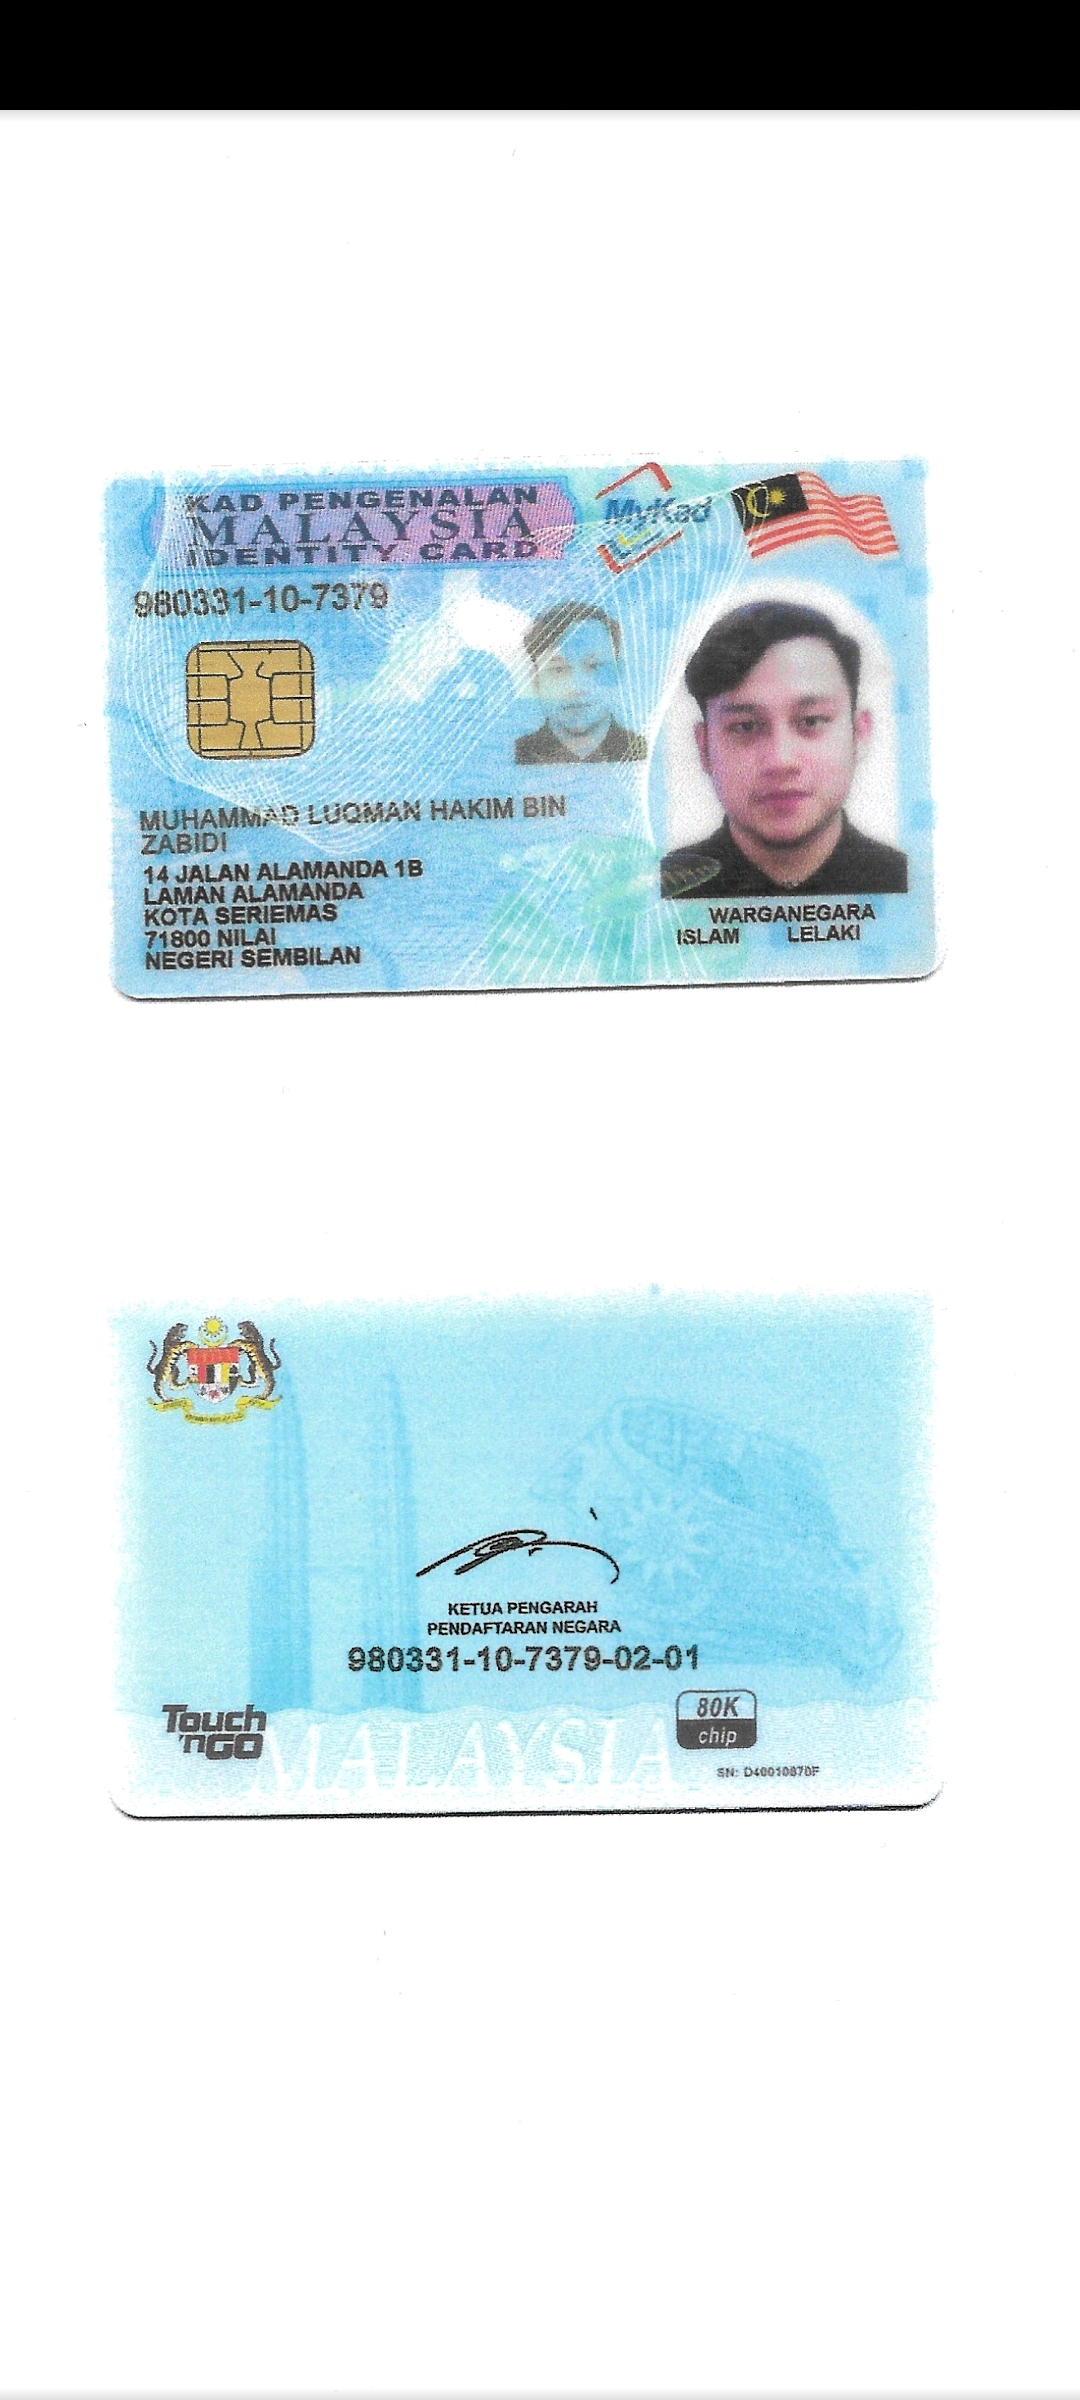 KAD PENGENALAN
MALAYSIA
IDENTITY CARD
MyKad
980331-10-7379
MUHAMMAD LUQMAN HAKIM BIN
ZABIDI
14 JALAN ALAMANDA 1B
LAMAN ALAMANDA
KOTA SERIEMAS
71800 NILAI
NEGERI SEMBILAN
WARGANEGARA
ISLAM LELAKI
KETUA PENGARAH
PENDAFTARAN NEGARA
980331-10-7379-02-01
Touch
'nGO
80K
chip
MALAYSIA
SN: